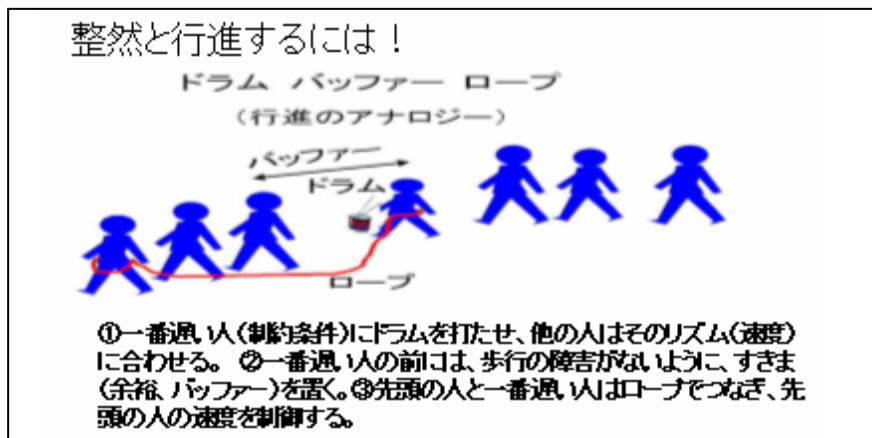 整然と行進するには！
ドラム バッファー ロープ
（行進のアナロジー）
バッファー
ドラム
ロープ
①一番遅い人（制約条件）にドラムを打たせ、他の人はそのリズム（速度）
に合わせる。 ②一番遅い人の前には、歩行の障害がないように、すきま
（余裕、バッファー）を置く。③先頭の人と一番遅い人はロープでつなぎ、先
頭の人の速度を制御する。